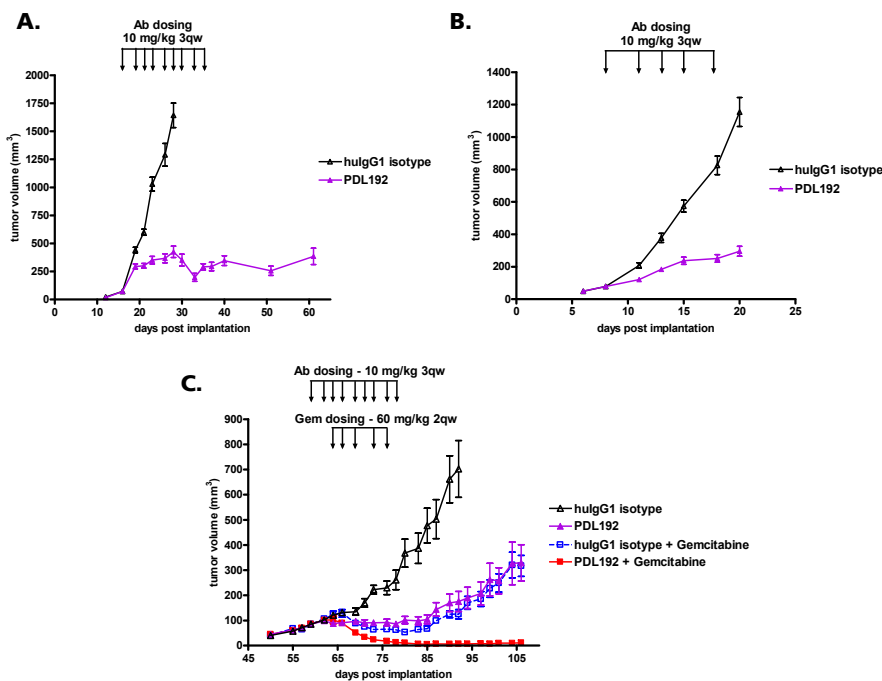 A.
Ab dosing
10 mg/kg 3qw
2000
1750
1500
1250
1000
750
500
250
0
0 10 20 30 40 50 60
tumor volume (mm³)
days post implantation
huIgG1 isotype
PDL192
B.
Ab dosing
10 mg/kg 3qw
1400
1200
1000
800
600
400
200
0
0 5 10 15 20 25
tumor volume (mm³)
days post implantation
huIgG1 isotype
PDL192
C.
Ab dosing - 10 mg/kg 3qw
Gem dosing - 60 mg/kg 2qw
900
800
700
600
500
400
300
200
100
0
45 55 65 75 85 95 105
tumor volume (mm³)
days post implantation
huIgG1 isotype
PDL192
huIgG1 isotype + Gemcitabine
PDL192 + Gemcitabine